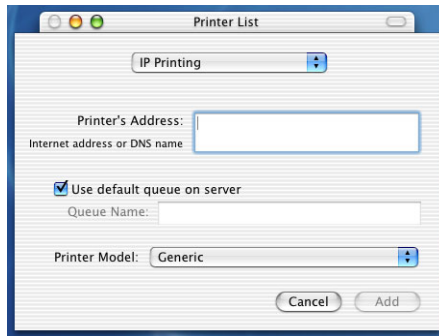 Printer List
IP Printing
Printer's Address:
Internet address or DNS name
Use default queue on server
Queue Name:
Printer Model: Generic
Cancel Add